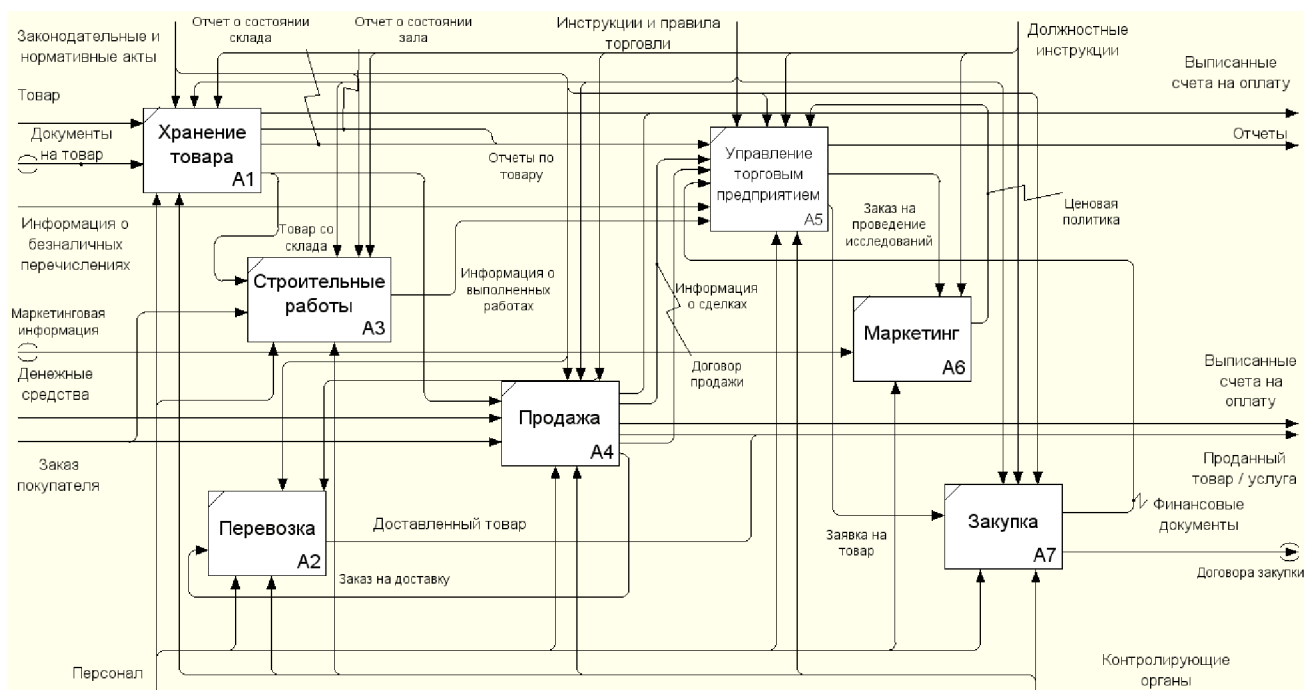 Законодательные и
нормативные акты
Отчет о состоянии
склада
Отчет о состоянии
зала
Инструкции и правила
торговли
Должностные
инструкции
Выписанные
счета на оплату
Товар
Документы
на товар
Хранение
товара
A1
Отчеты по
товару
Управление
торговым
предприятием
A5
Отчеты
Информация о
безналичных
перечислениях
Товар со
склада
Заказ на
проведение
исследований
Ценовая
политика
Строительные
работы
A3
Информация о
выполненных
работах
Информация
о сделках
Маркетинговая
информация
Маркетинг
A6
Денежные
средства
Договор
продажи
Выписанные
счета на
оплату
Продажа
A4
Заказ
покупателя
Проданный
товар / услуга
Перевозка
A2
Доставленный товар
Закупка
A7
Финансовые
документы
Заявка на
товар
Заказ на доставку
Договора закупки
Персонал
Контролирующие
органы